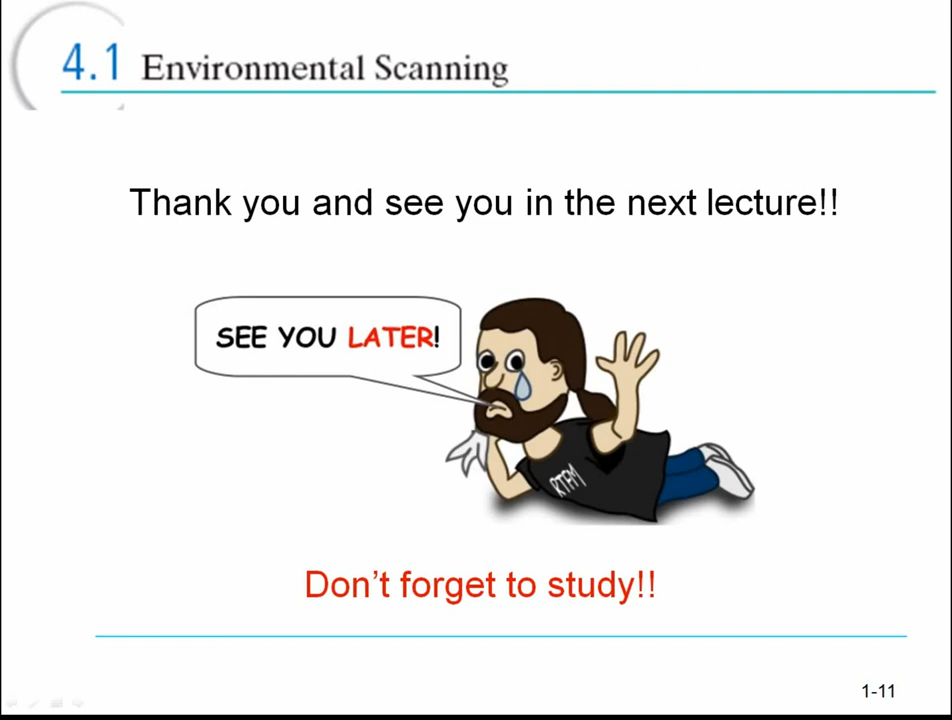 4.1 Environmental Scanning
Thank you and see you in the next lecture!!
SEE YOU LATER!
RTFM
Don't forget to study!!
1-11